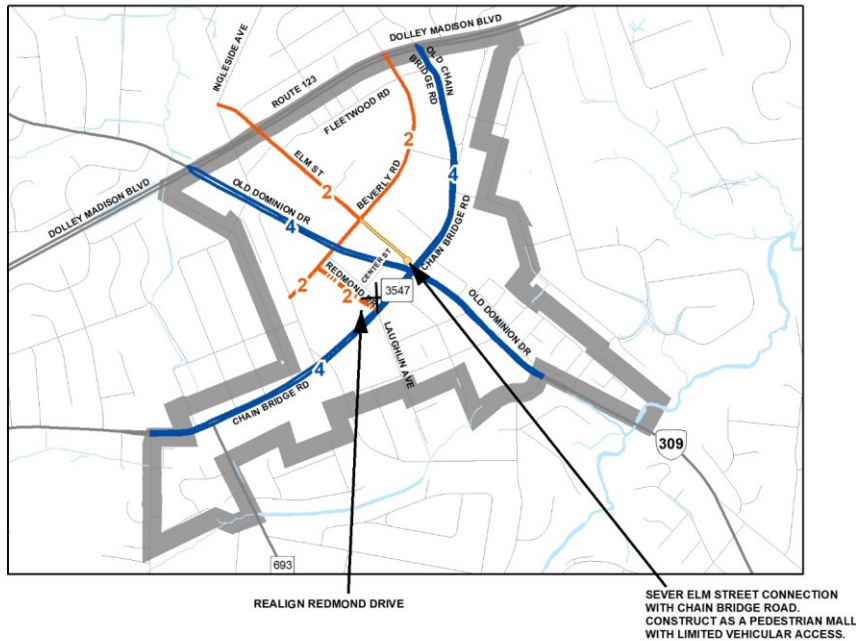 DOLLEY MADISON BLVD
INGLESIDE AVE
OLD CHAIN
BRIDGE RD
ROUTE 123
FLEETWOOD RD
2
ELM ST
BEVERLY RD
4
2
OLD DOMINION DR
DOLLEY MADISON BLVD
4
CENTER ST
CHAIN BRIDGE RD
REDMOND DR
2
2
3547
OLD DOMINION DR
LAUGHLIN AVE
4
CHAIN BRIDGE RD
309
693
REALIGN REDMOND DRIVE
SEVER ELM STREET CONNECTION
WITH CHAIN BRIDGE ROAD.
CONSTRUCT AS A PEDESTRIAN MALL
WITH LIMITED VEHICULAR ACCESS.